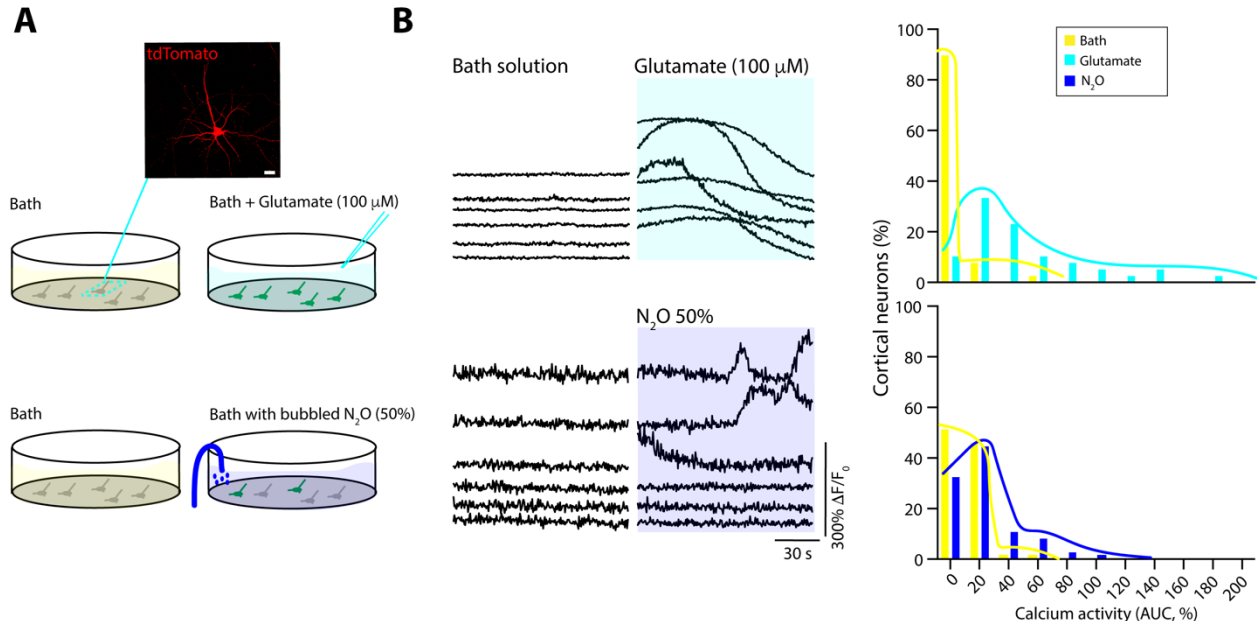 A
tdTomato
Bath
Bath + Glutamate (100 μM)
Bath
Bath with bubbled N₂O (50%)
B
Bath solution
Glutamate (100 μM)
N₂O 50%
300% ΔF/F₀
30 s
Bath
Glutamate
N₂O
Cortical neurons (%)
100
80
60
40
20
0
100
80
60
40
20
0
0 20 40 60 80 100 120 140 160 180 200
Calcium activity (AUC, %)